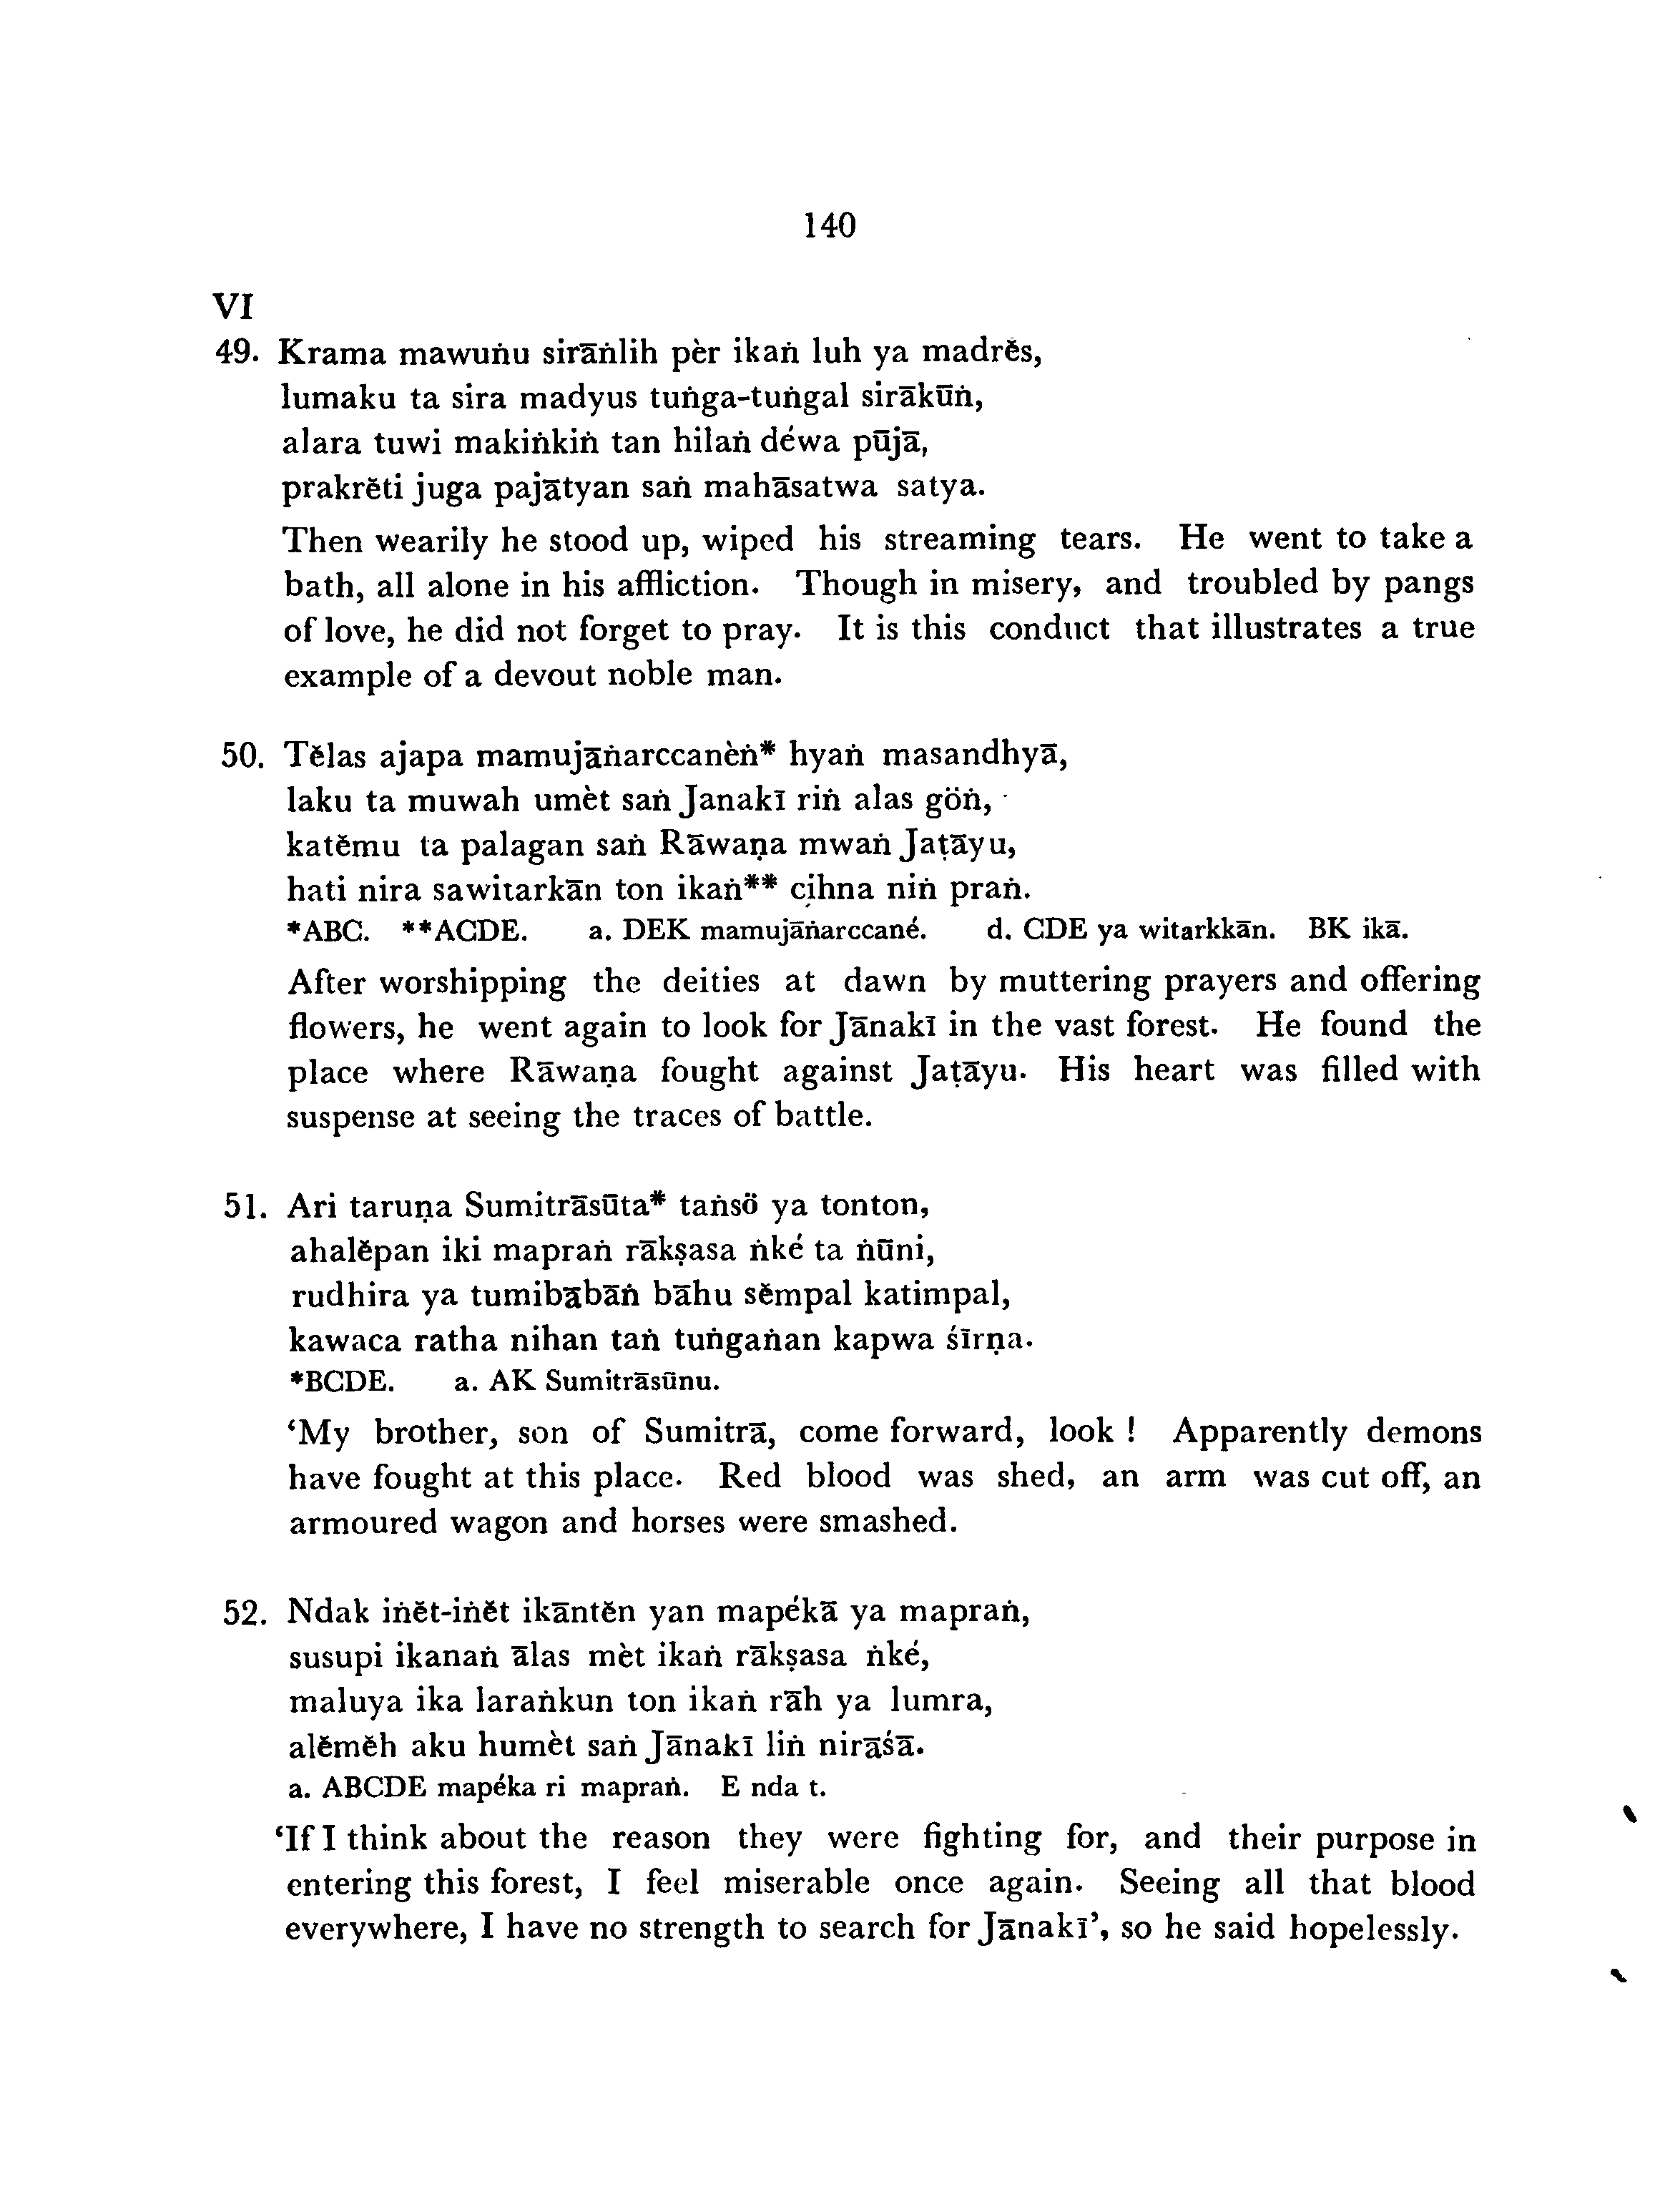 140
VI
49. Krama mawuṅu sirāṅlih pèr ikaṅ luh ya madrĕs,
lumaku ta sira madyus tuṅga-tuṅgal sirākūṅ,
alara tuwi makiṅkiṅ tan hilaṅ déwa pūjā,
prakrĕti juga pajātyan saṅ mahāsatwa satya.
Then wearily he stood up, wiped his streaming tears. He went to take a
bath, all alone in his affliction. Though in misery, and troubled by pangs
of love, he did not forget to pray. It is this conduct that illustrates a true
example of a devout noble man.
50. Tĕlas ajapa mamujāṅarccanèṅ* hyaṅ masandhyā,
laku ta muwah umèt saṅ Janakī riṅ alas göṅ,
katĕmu ta palagan saṅ Rāwaṇa mwaṅ Jaṭāyu,
hati nira sawitarkān ton ikaṅ** cihna niṅ praṅ.
*ABC. **ACDE. a. DEK mamujāṅarccané. d. CDE ya witarkkān. BK ikā.
After worshipping the deities at dawn by muttering prayers and offering
flowers, he went again to look for Jānakī in the vast forest. He found the
place where Rāwaṇa fought against Jaṭāyu. His heart was filled with
suspense at seeing the traces of battle.
51. Ari taruṇa Sumitrāsūta* taṅsö ya tonton,
ahalĕpan iki mapraṅ rākṣasa ṅké ta ṅūni,
rudhira ya tumibābāṅ bāhu sĕmpal katimpal,
kawaca ratha nihan taṅ tuṅgaṅan kapwa śīrṇa.
*BCDE. a. AK Sumitrāsūnu.
‘My brother, son of Sumitrā, come forward, look ! Apparently demons
have fought at this place. Red blood was shed, an arm was cut off, an
armoured wagon and horses were smashed.
52. Ndak iṅĕt-iṅĕt ikāntĕn yan mapékā ya mapraṅ,
susupi ikanaṅ ālas mèt ikaṅ rākṣasa ṅké,
maluya ika laraṅkun ton ikaṅ rāh ya lumra,
alĕmĕh aku humèt saṅ Jānakī liṅ nirāśā.
a. ABCDE mapéka ri mapraṅ. E nda t.
‘If I think about the reason they were fighting for, and their purpose in
entering this forest, I feel miserable once again. Seeing all that blood
everywhere, I have no strength to search for Jānakī’, so he said hopelessly.